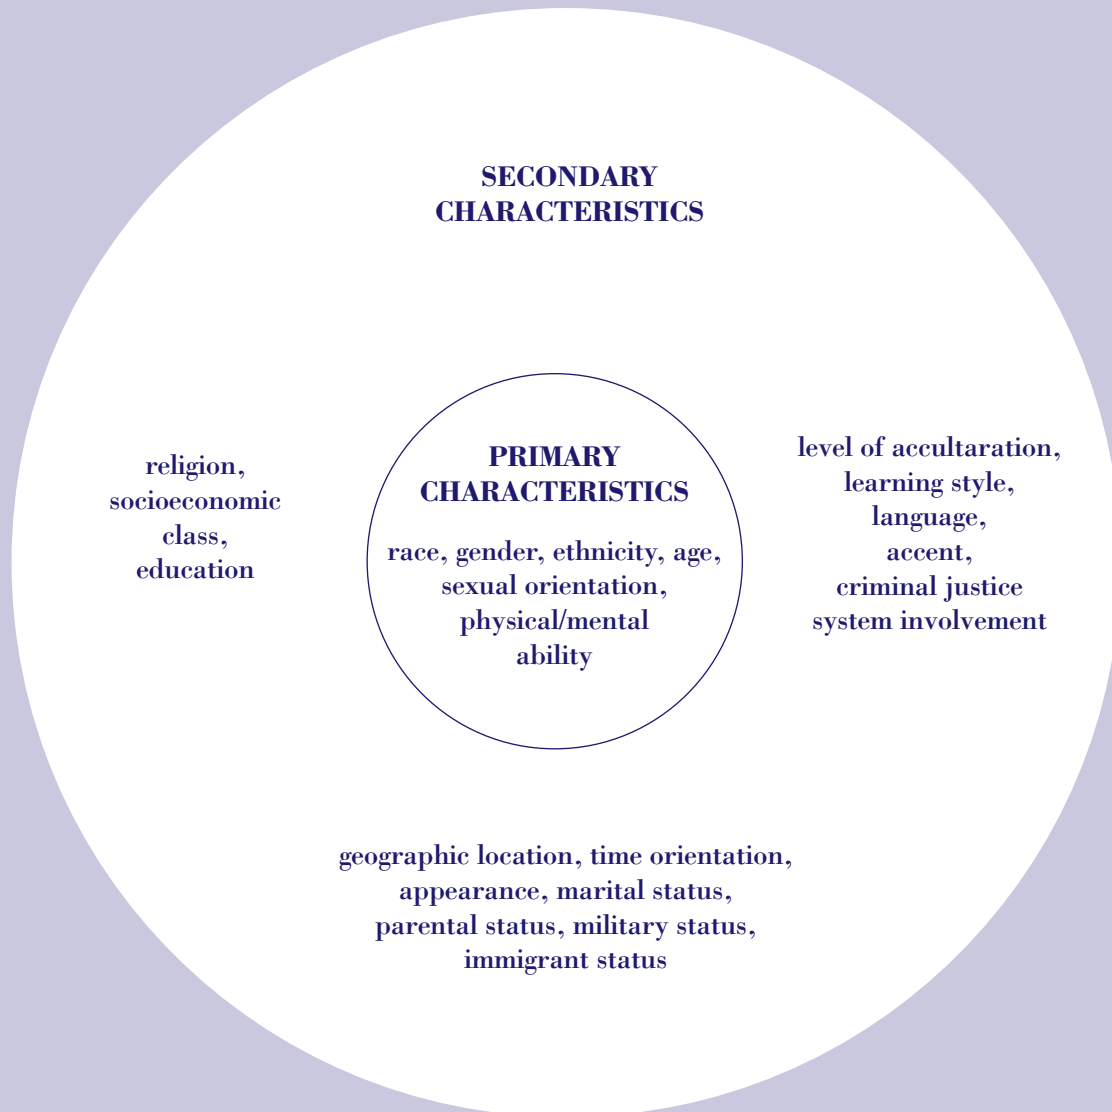 SECONDARY
CHARACTERISTICS
religion,
socioeconomic
class,
education
PRIMARY
CHARACTERISTICS
race, gender, ethnicity, age,
sexual orientation,
physical/mental
ability
level of accultaration,
learning style,
language,
accent,
criminal justice
system involvement
geographic location, time orientation,
appearance, marital status,
parental status, military status,
immigrant status